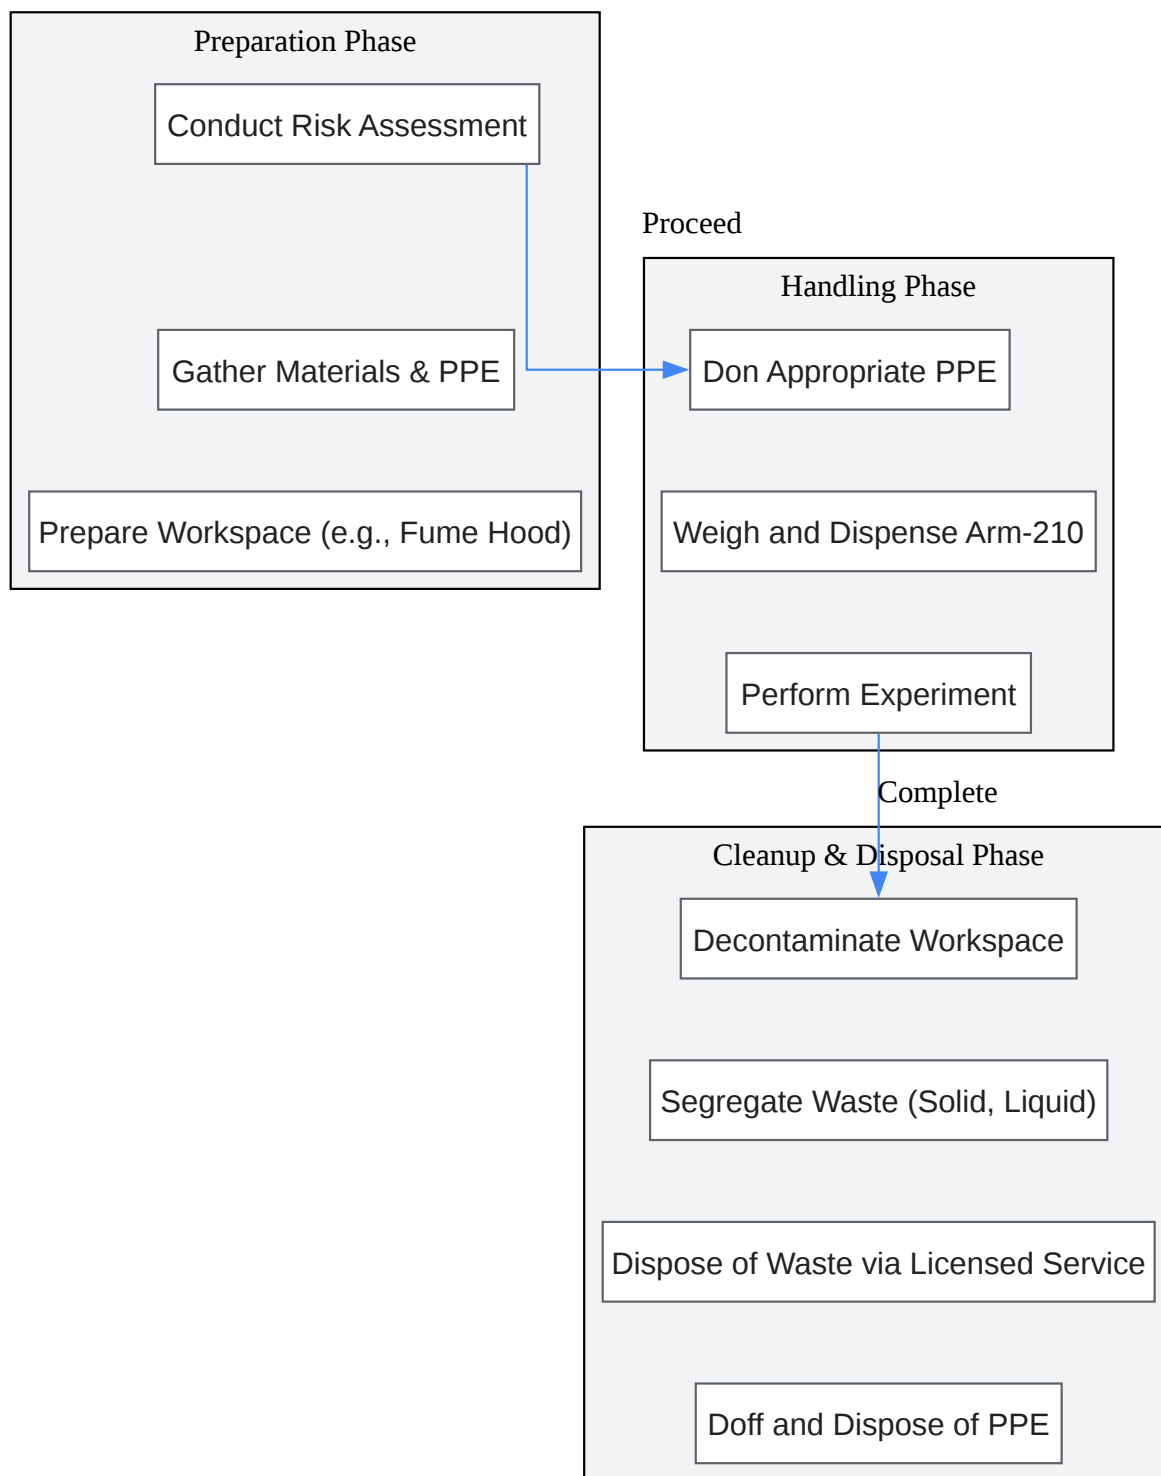 Preparation Phase
Conduct Risk Assessment
Gather Materials & PPE
Prepare Workspace (e.g., Fume Hood)
Proceed
Handling Phase
Don Appropriate PPE
Weigh and Dispense Arm-210
Perform Experiment
Complete
Cleanup & Disposal Phase
Decontaminate Workspace
Segregate Waste (Solid, Liquid)
Dispose of Waste via Licensed Service
Doff and Dispose of PPE